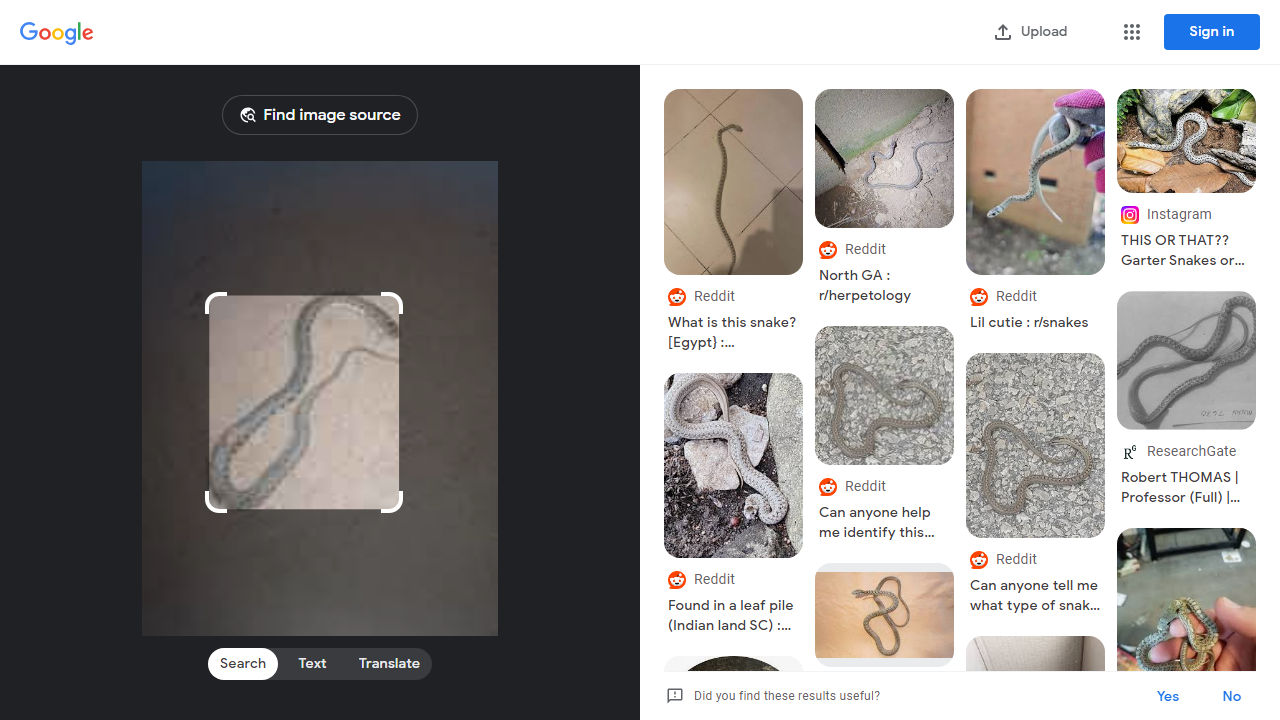 Google
Upload
Sign in
Find image source
Search
Text
Translate
Reddit
What is this snake?
[Egypt} :...
Reddit
Found in a leaf pile
(Indian land SC) :...
Reddit
North GA :
r/herpetology
Reddit
Can anyone help
me identify this...
Reddit
Lil cutie : r/snakes
Reddit
Can anyone tell me
what type of snak...
Instagram
THIS OR THAT??
Garter Snakes or...
ResearchGate
Robert THOMAS |
Professor (Full) |...
Did you find these results useful?
Yes
No